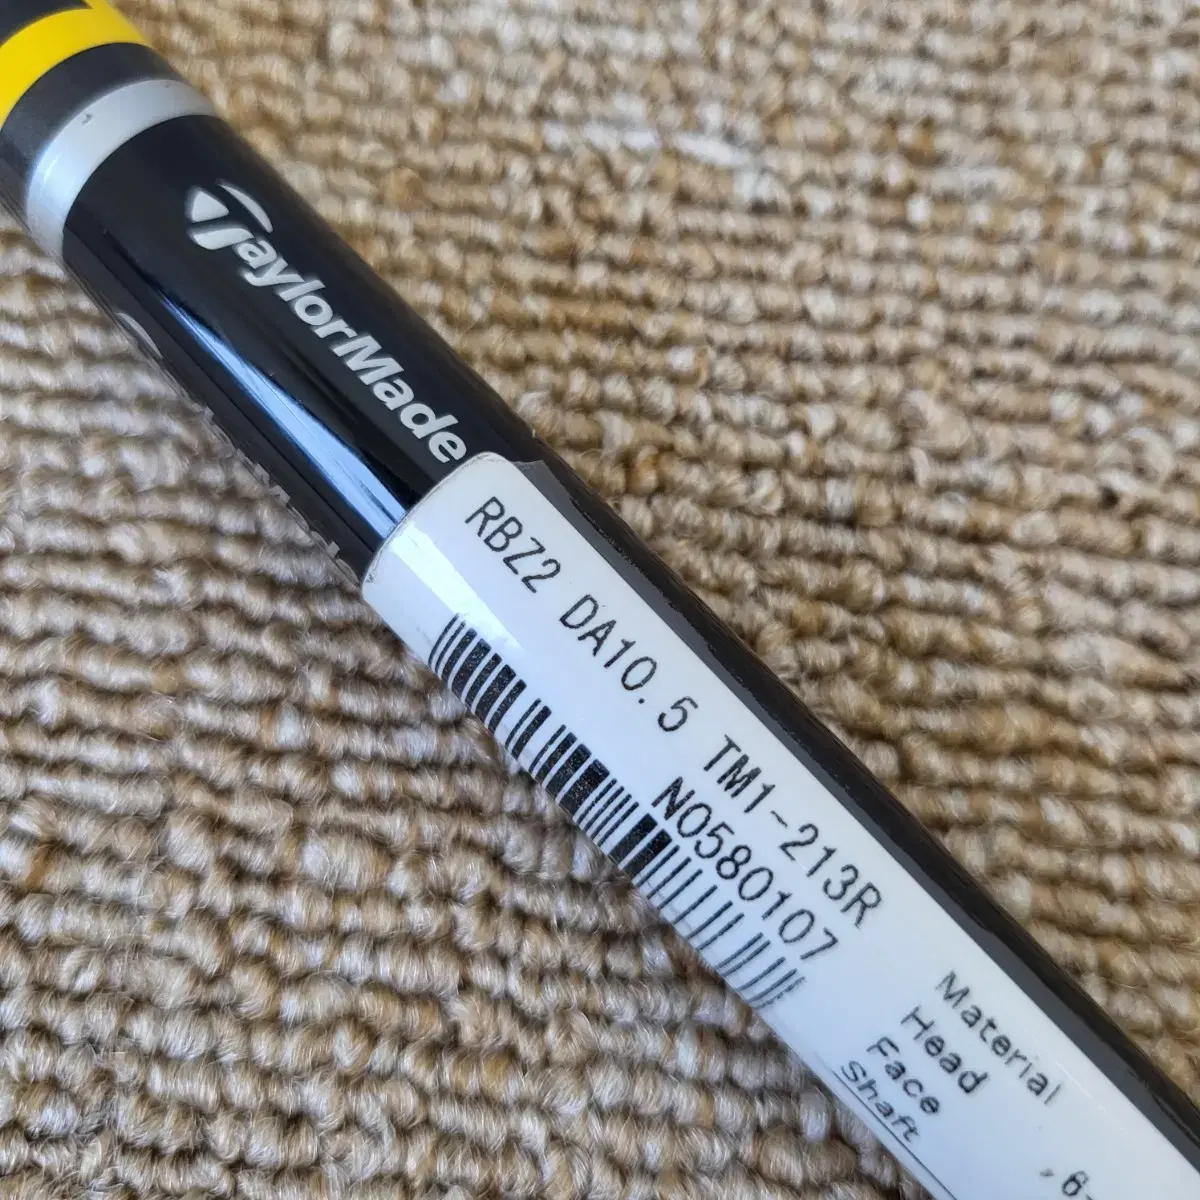 TaylorMade
RBZ2 DA10.5 TM1-213R
N0580107
Material
Head
Face
Shaft